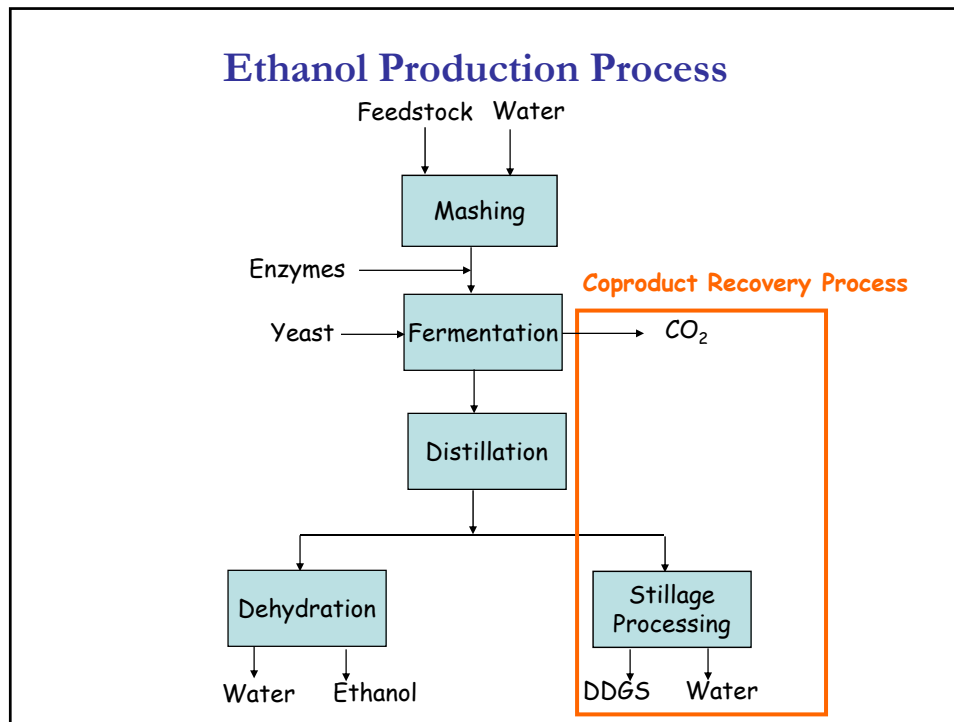 Ethanol Production Process
Feedstock Water
Mashing
Enzymes
Coproduct Recovery Process
Yeast
Fermentation
CO₂
Distillation
Dehydration
Stillage
Processing
Water Ethanol
DDGS Water